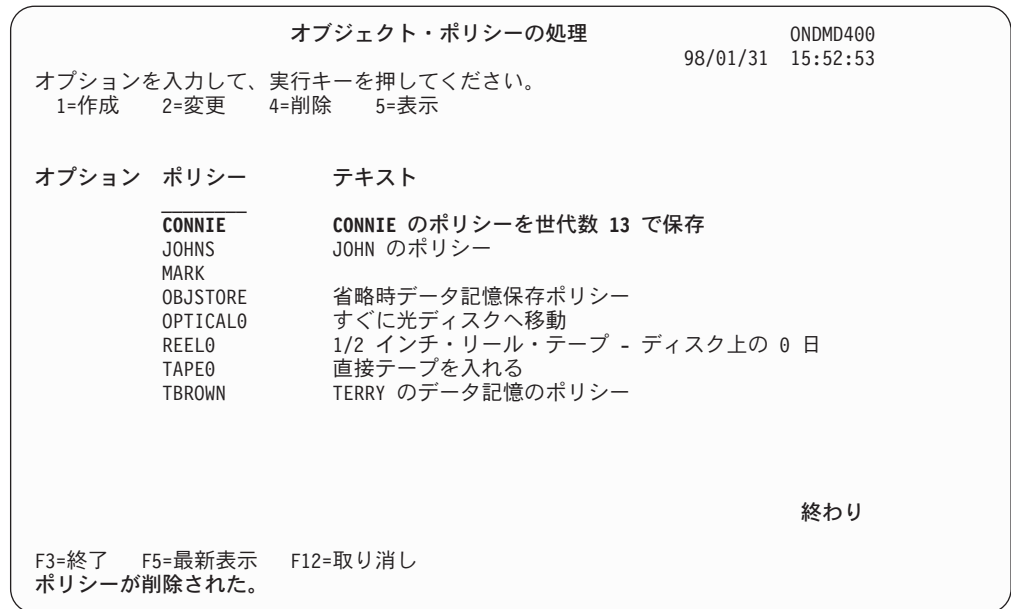 オブジェクト・ポリシーの処理 ONDMD400
98/01/31 15:52:53
オプションを入力して、実行キーを押してください。
1=作成 2=変更 4=削除 5=表示
オプション ポリシー テキスト
CONNIE CONNIE のポリシーを世代数 13 で保存
JOHNS JOHN のポリシー
MARK
OBJSTORE 省略時データ記憶保存ポリシー
OPTICAL0 すぐに光ディスクへ移動
REEL0 1/2 インチ・リール・テープ - ディスク上の 0 日
TAPE0 直接テープを入れる
TBROWN TERRY のデータ記憶のポリシー
終わり
F3=終了 F5=最新表示 F12=取り消し
ポリシーが削除された。